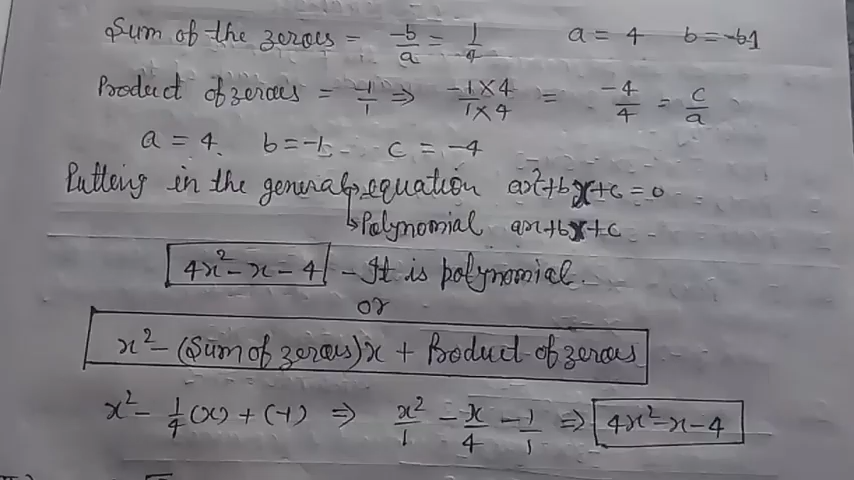 Sum of the zeroes = -b/a = 1/4 a = 4 b = -1
Product of zeroes = -1/1 ⇒ -1×4/1×4 = -4/4 = c/a
a = 4. b = -1. c = -4
Putting in the general equation ax²+bx+c = 0
↳ Polynomial ax+bx+c
4x²-x-4 - It is polynomial.
or
x² - (Sum of zeroes)x + Product of zeroes
x² - 1/4 (x) + (-1) ⇒ x²/1 - x/4 - 1/1 ⇒ 4x²-x-4